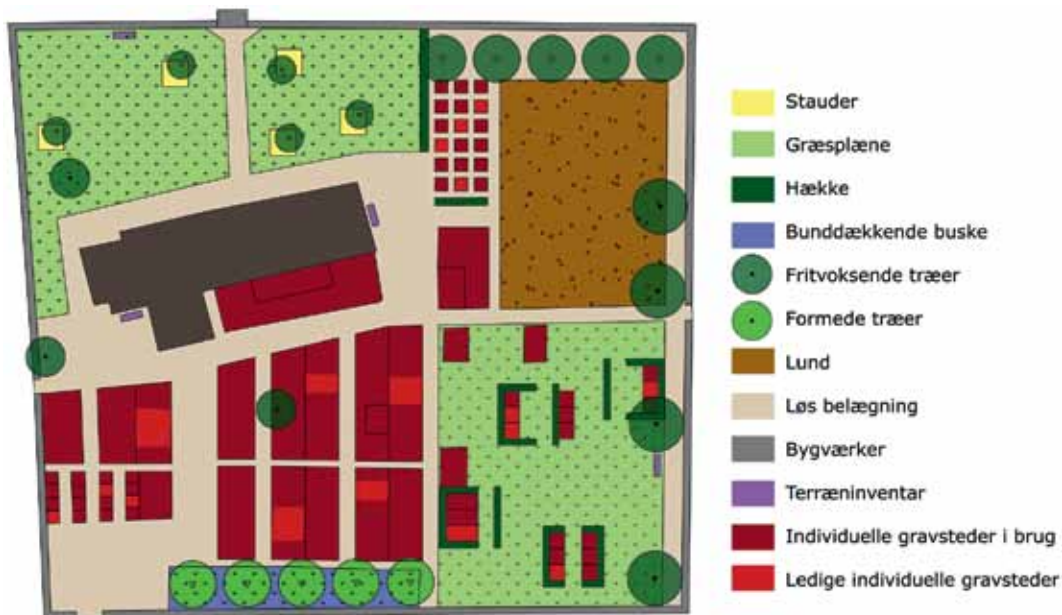 Stauder
Græsplæne
Hække
Bunddækkende buske
Fritvoksende træer
Formede træer
Lund
Løs belægning
Bygværker
Terræninventar
Individuelle gravsteder i brug
Ledige individuelle gravsteder